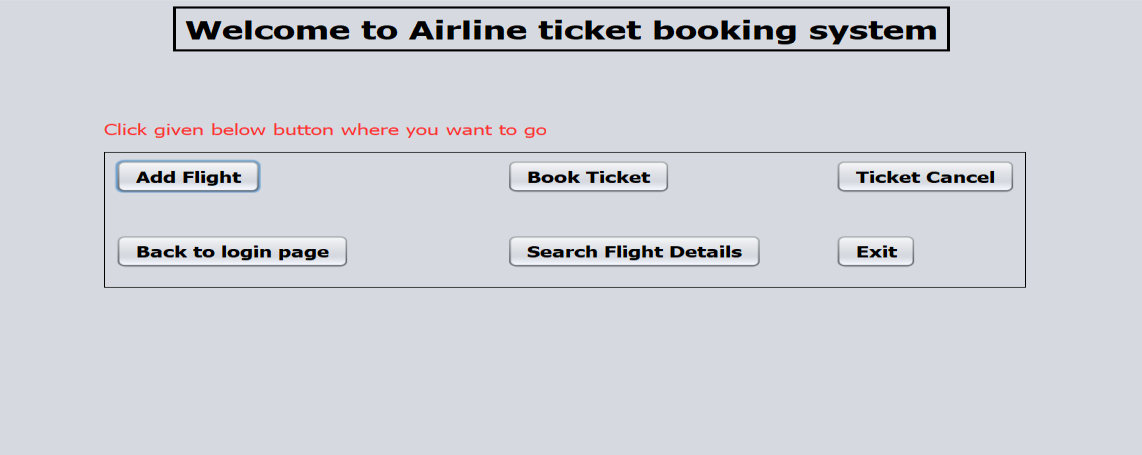 Welcome to Airline ticket booking system
Click given below button where you want to go
Add Flight Book Ticket Ticket Cancel
Back to login page Search Flight Details Exit